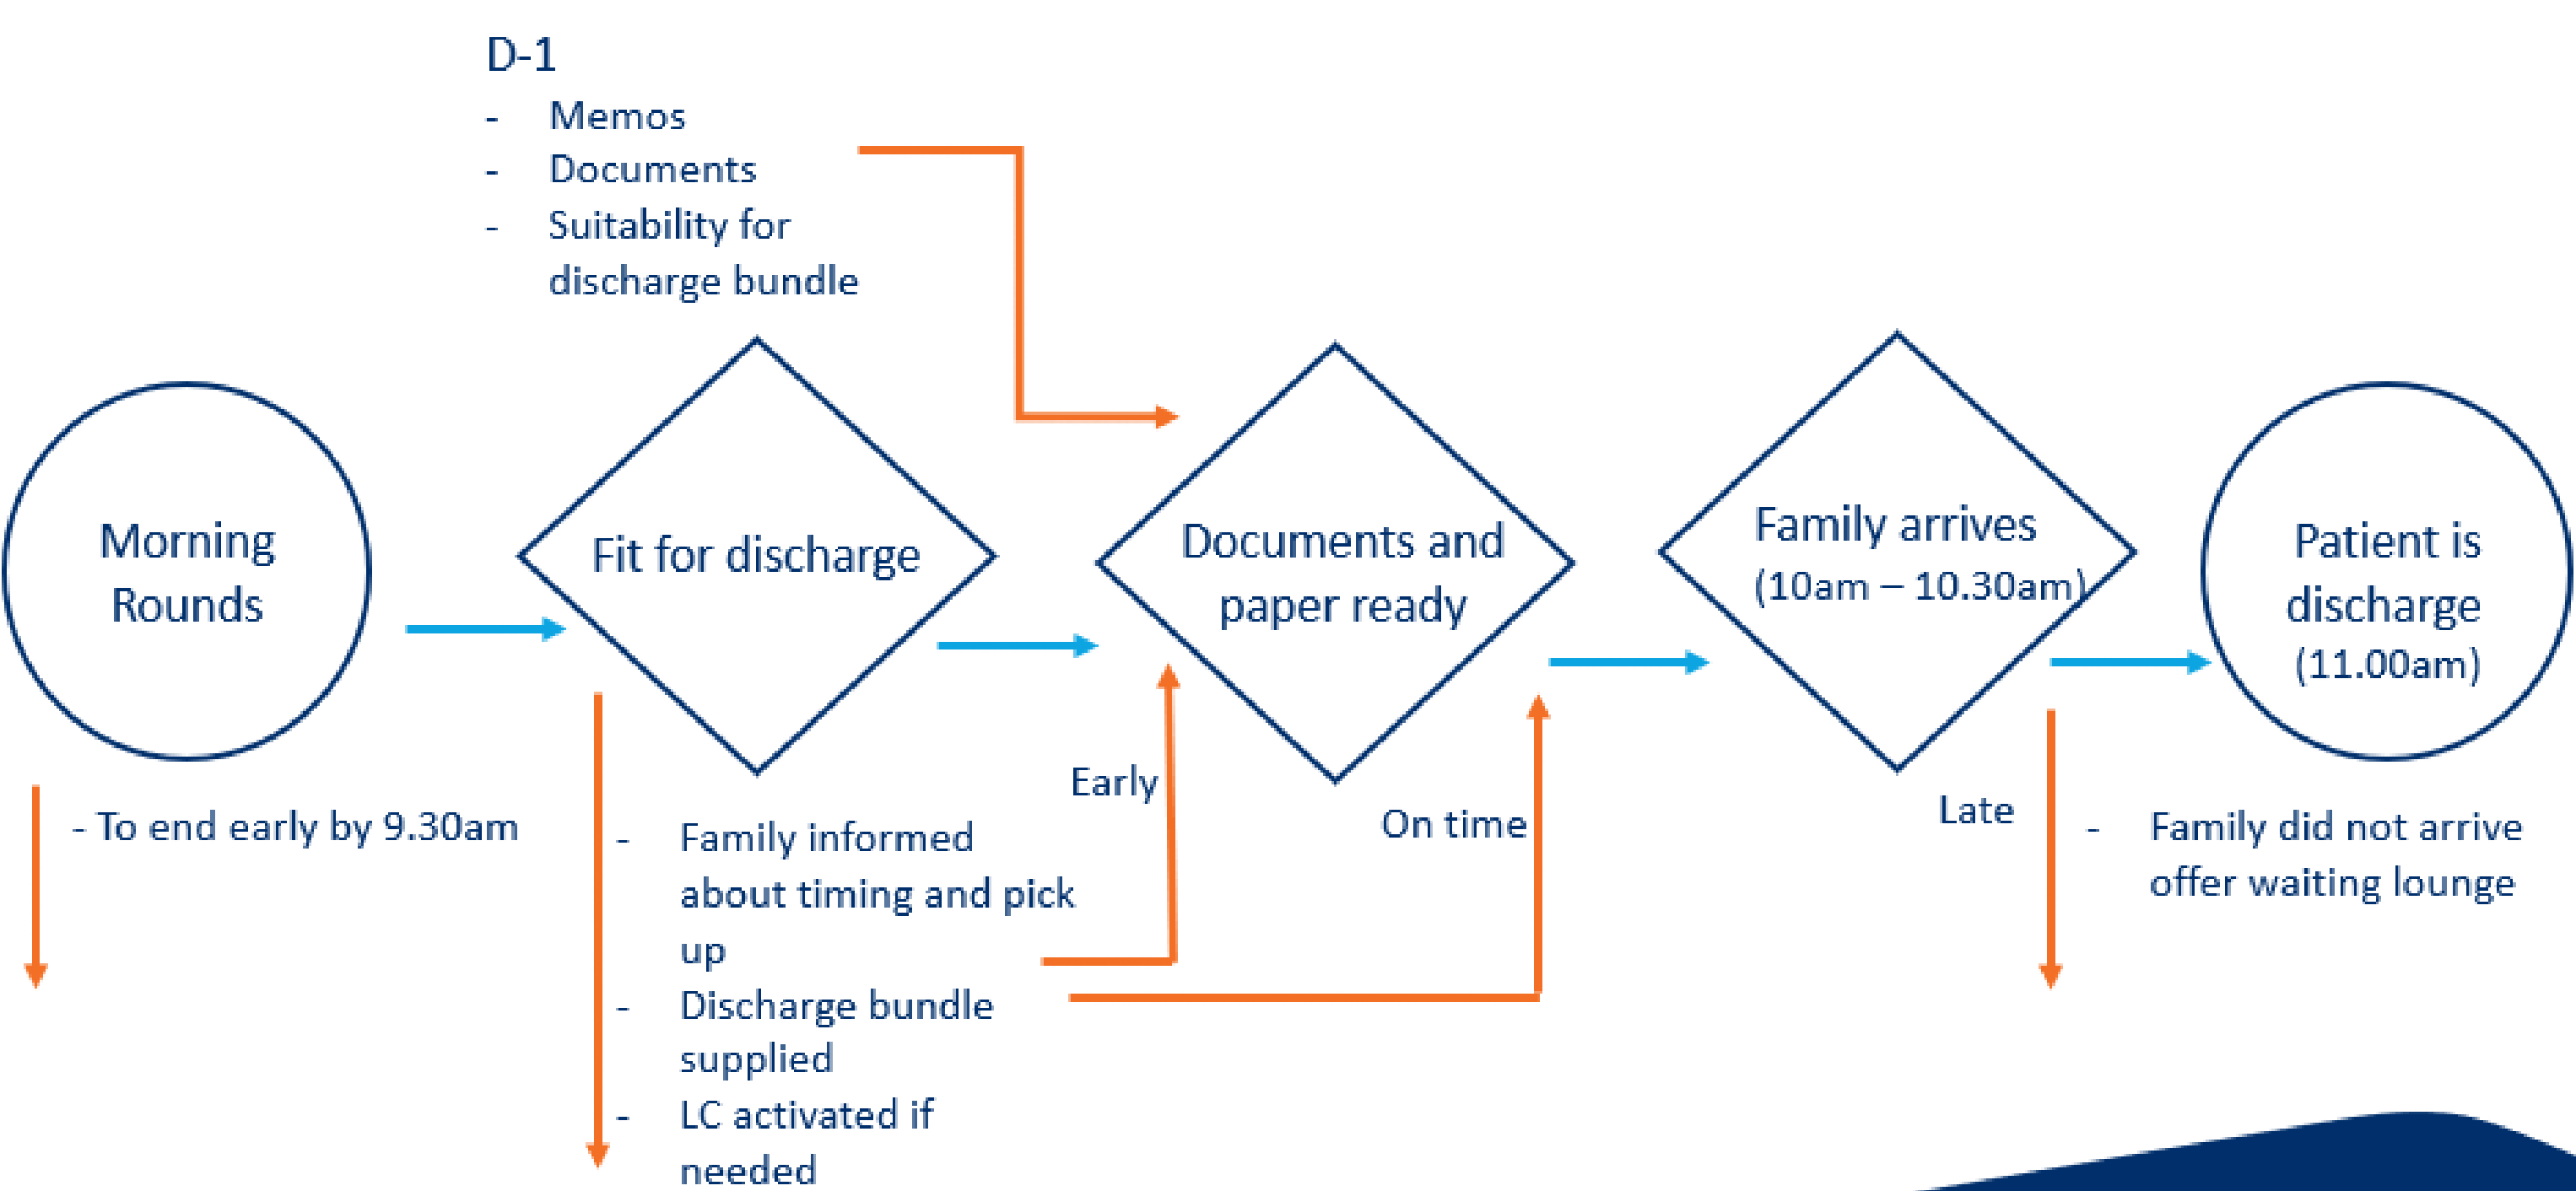 D-1
- Memos
- Documents
- Suitability for
discharge bundle
Morning
Rounds
Fit for discharge
Documents and
paper ready
Family arrives
(10am – 10.30am)
Patient is
discharge
(11.00am)
- To end early by 9.30am
- Family informed
about timing and pick
up
- Discharge bundle
supplied
- LC activated if
needed
Early
On time
Late
- Family did not arrive
offer waiting lounge